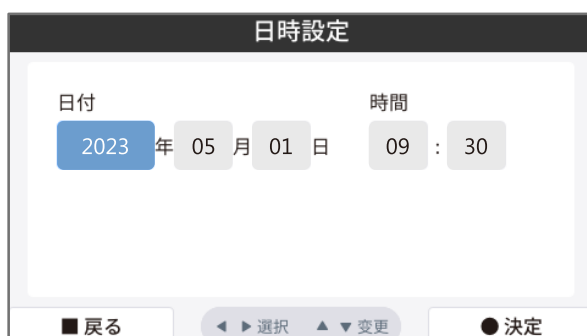 日時設定
日付 時間
2023 年 05 月 01 日 09 : 30
■ 戻る ◀ ▶ 選択 ▲ ▼ 変更 ● 決定